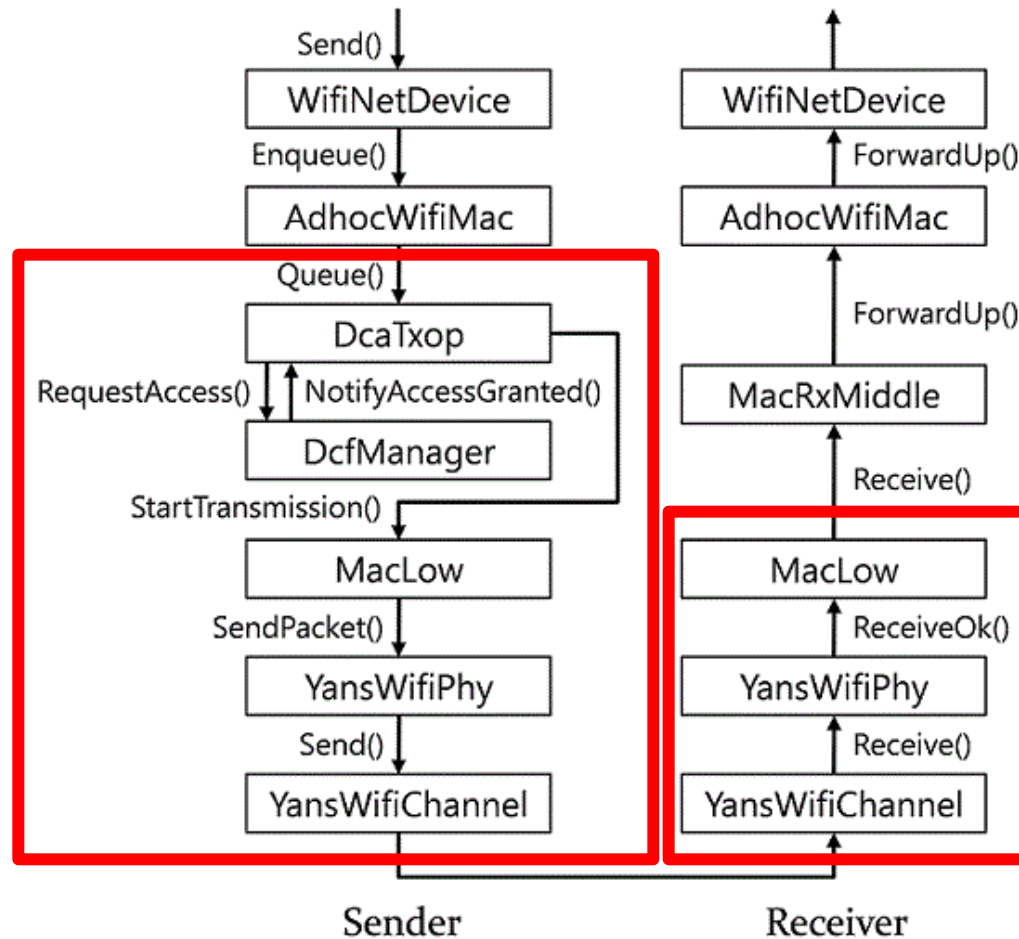 Send()
WifiNetDevice
Enqueue()
AdhocWifiMac
Queue()
DcaTxop
RequestAccess()
NotifyAccessGranted()
DcfManager
StartTransmission()
MacLow
SendPacket()
YansWifiPhy
Send()
YansWifiChannel
Sender
WifiNetDevice
ForwardUp()
AdhocWifiMac
ForwardUp()
MacRxMiddle
Receive()
MacLow
ReceiveOk()
YansWifiPhy
Receive()
YansWifiChannel
Receiver